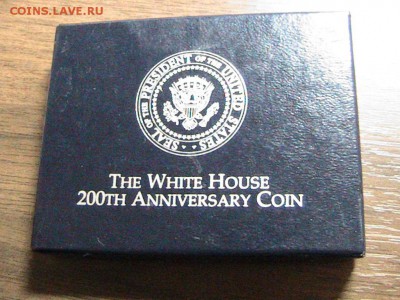 COINS.LAVE.RU
SEAL OF THE PRESIDENT OF THE UNITED STATES
THE WHITE HOUSE
200TH ANNIVERSARY COIN